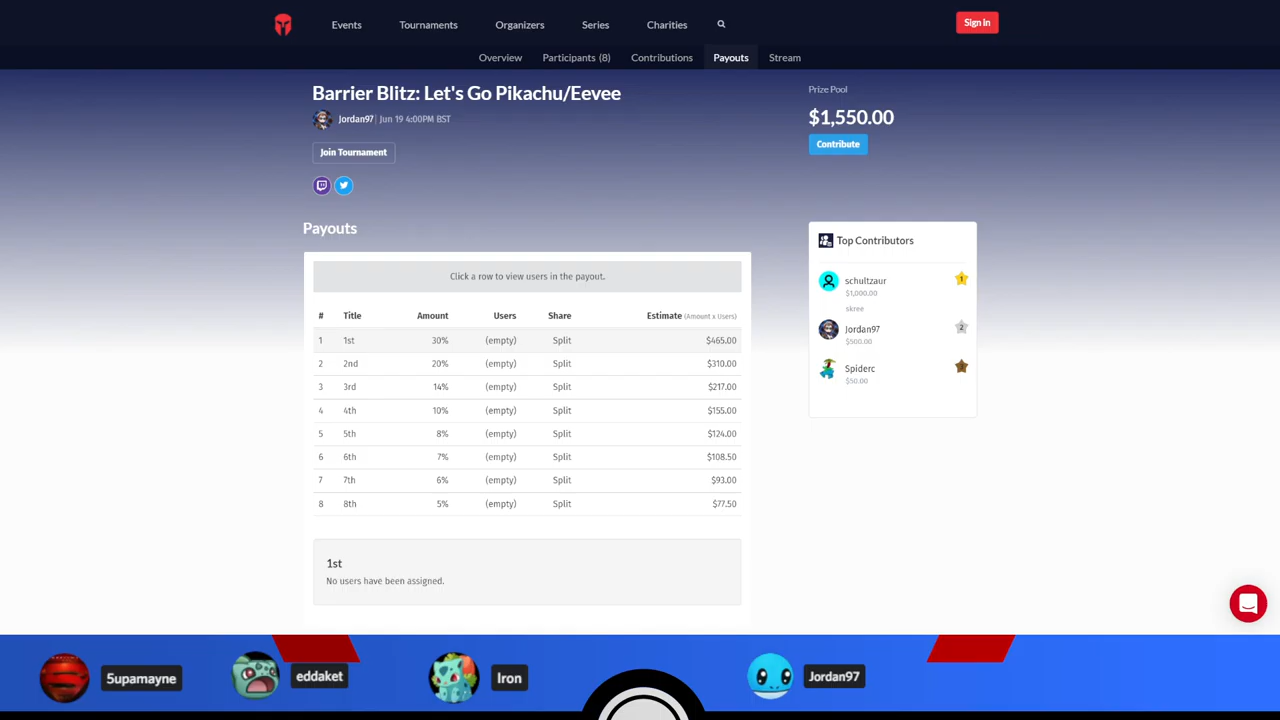 Events Tournaments Organizers Series Charities Sign in
Overview Participants (8) Contributions Payouts Stream
Barrier Blitz: Let's Go Pikachu/Eevee
Jordan97 | Jun 19 4:00PM BST
Join Tournament
Prize Pool
$1,550.00
Contribute
Payouts
Click a row to view users in the payout.
# Title Amount Users Share Estimate (Amount x Users)
1 1st 30% (empty) Split $465.00
2 2nd 20% (empty) Split $310.00
3 3rd 14% (empty) Split $217.00
4 4th 10% (empty) Split $155.00
5 5th 8% (empty) Split $124.00
6 6th 7% (empty) Split $108.50
7 7th 6% (empty) Split $93.00
8 8th 5% (empty) Split $77.50
1st
No users have been assigned.
Top Contributors
schultzaur 1
$1,000.00
skree
Jordan97 2
$500.00
Spiderc
$50.00
5upamayne eddaket Iron Jordan97